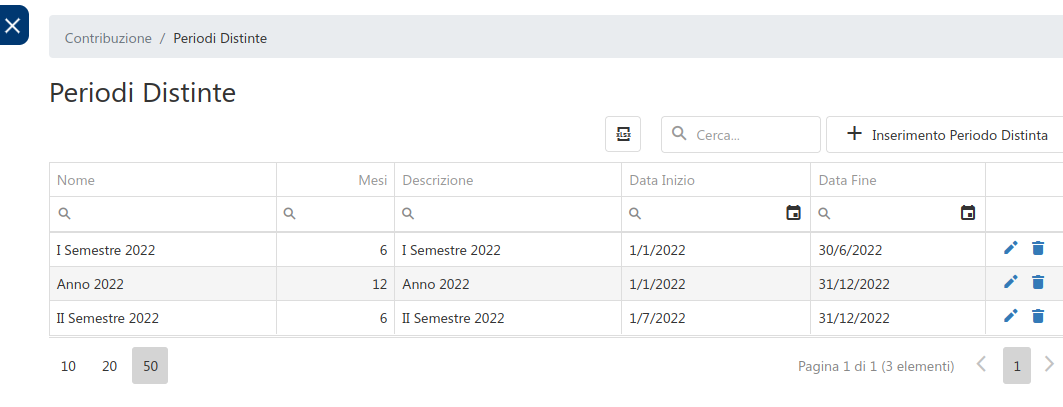 Contribuzione / Periodi Distinte
Periodi Distinte
XLSX Cerca... Inserimento Periodo Distinta
Nome Mesi Descrizione Data Inizio Data Fine
I Semestre 2022 6 I Semestre 2022 1/1/2022 30/6/2022
Anno 2022 12 Anno 2022 1/1/2022 31/12/2022
II Semestre 2022 6 II Semestre 2022 1/7/2022 31/12/2022
10 20 50 Pagina 1 di 1 (3 elementi) 1